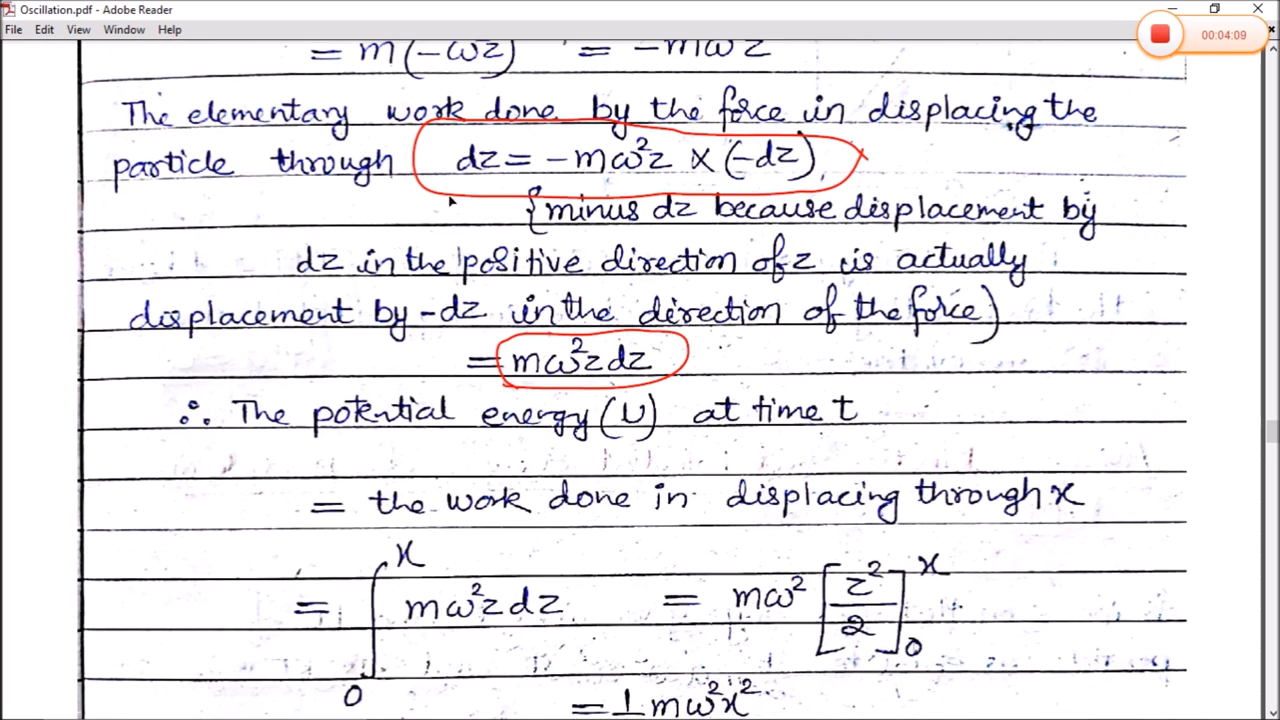 Oscillation.pdf - Adobe Reader
File Edit View Window Help
00:04:09
= m(-ω²z) = -mω²z
The elementary work done by the force in displacing the
particle through dz = -mω²z × (-dz)
{minus dz because displacement by
dz in the positive direction of z is actually
displacement by -dz in the direction of the force)
= mω²zdz
∴ The potential energy (U) at time t
= the work done in displacing through x
= ∫₀ˣ mω²zdz = mω² [z²/2]₀ˣ
= 1 mω²x²